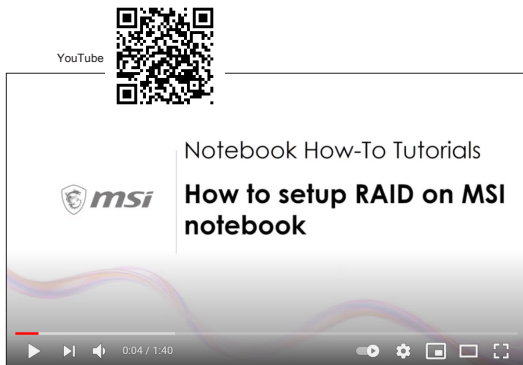 YouTube
Notebook How-To Tutorials
msi
How to setup RAID on MSI
notebook
0:04 / 1:40